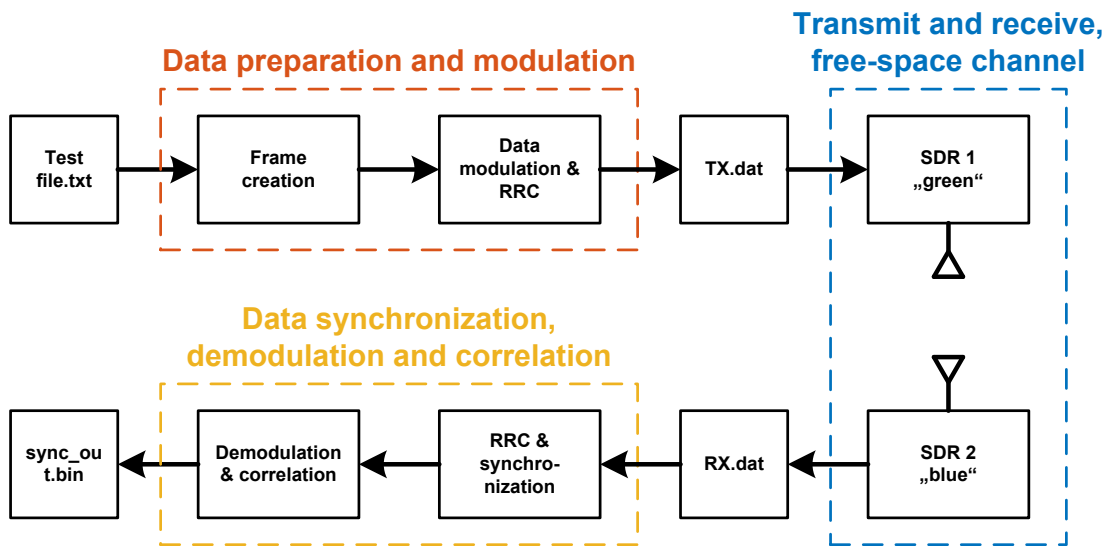 Transmit and receive,
free-space channel
Data preparation and modulation
Test
file.txt
Frame
creation
Data
modulation &
RRC
TX.dat
SDR 1
„green“
Data synchronization,
demodulation and correlation
sync_ou
t.bin
Demodulation
& correlation
RRC &
synchro-
nization
RX.dat
SDR 2
„blue“